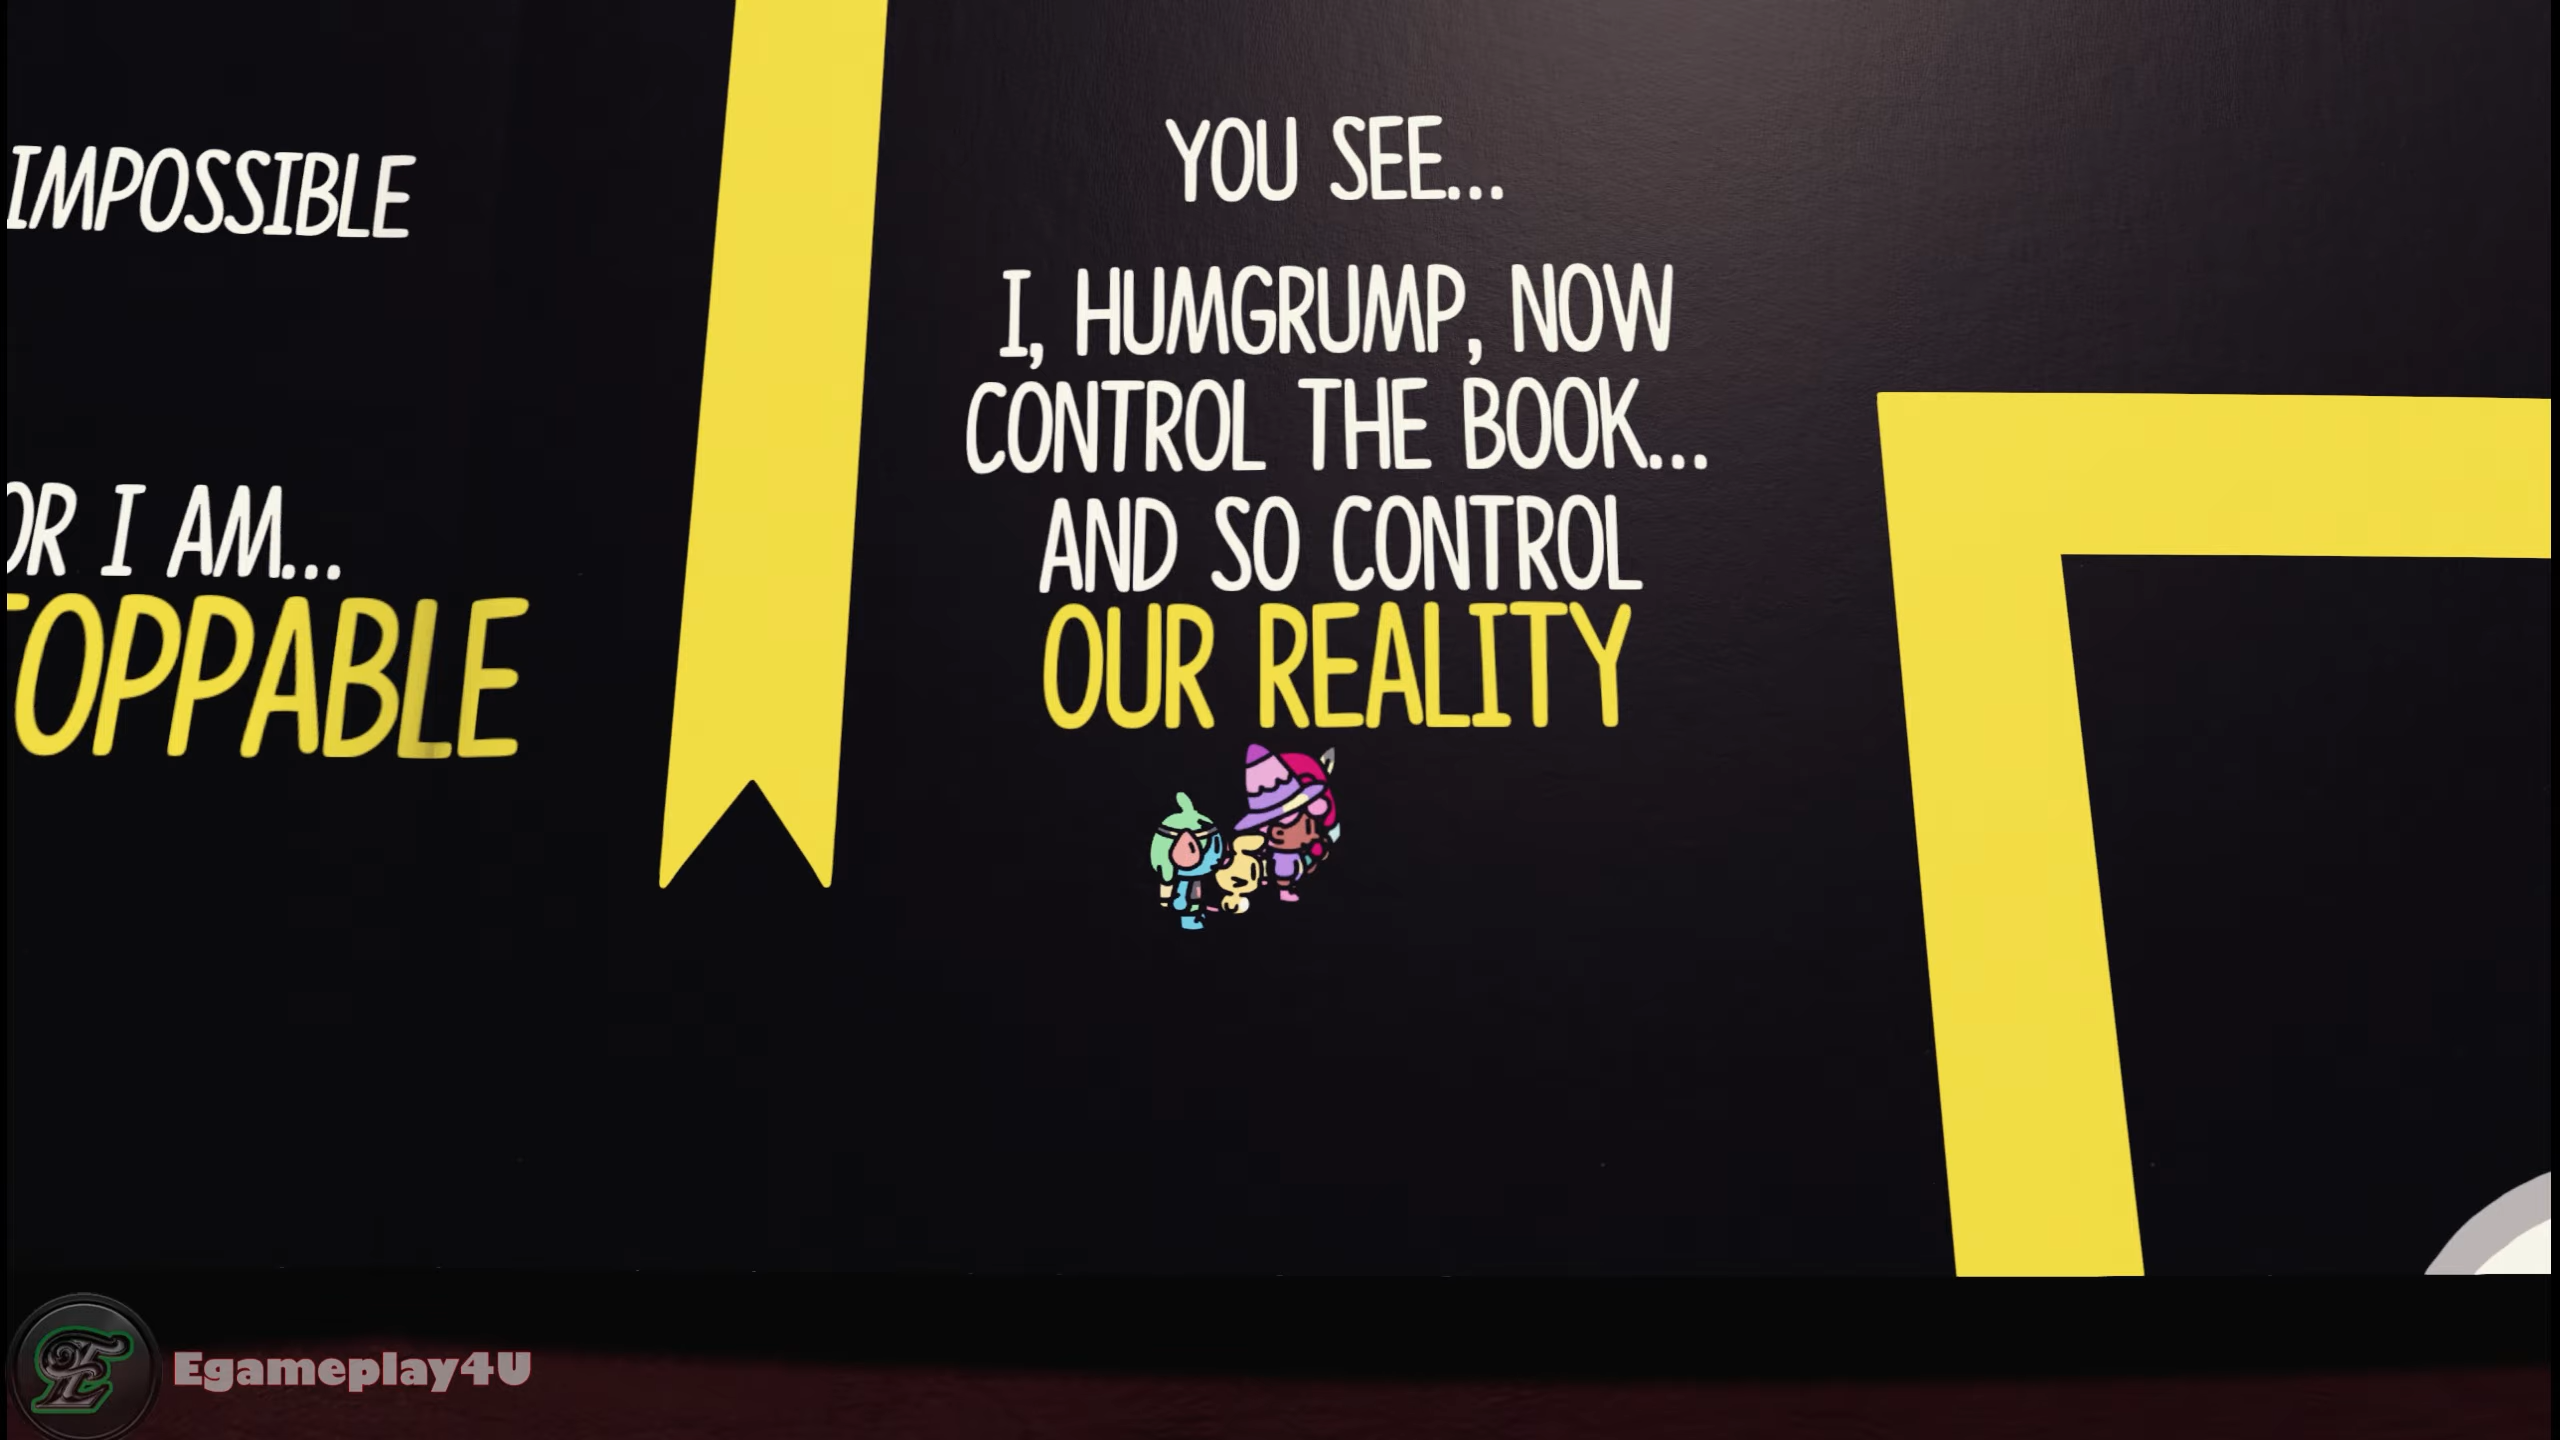 IMPOSSIBLE
OR I AM...
TOPPABLE
YOU SEE...
I, HUMGRUMP, NOW
CONTROL THE BOOK...
AND SO CONTROL
OUR REALITY
Egameplay4U